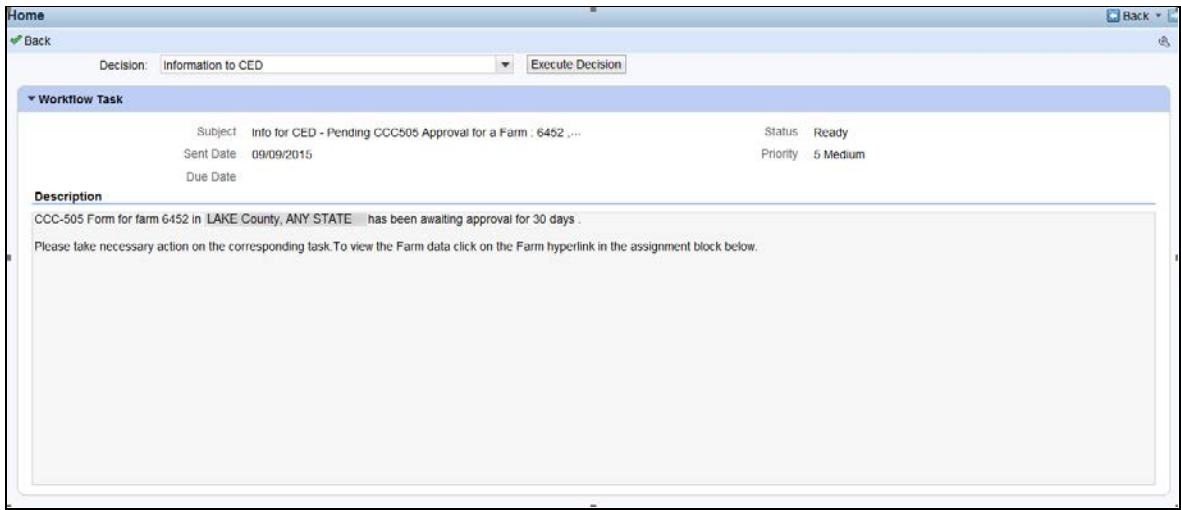 Home
Back
Back
Decision: Information to CED Execute Decision
Workflow Task
Subject Info for CED - Pending CCC505 Approval for a Farm : 6452 ,...
Status Ready
Sent Date 09/09/2015
Priority 5 Medium
Due Date
Description
CCC-505 Form for farm 6452 in LAKE County, ANY STATE has been awaiting approval for 30 days .
Please take necessary action on the corresponding task.To view the Farm data click on the Farm hyperlink in the assignment block below.